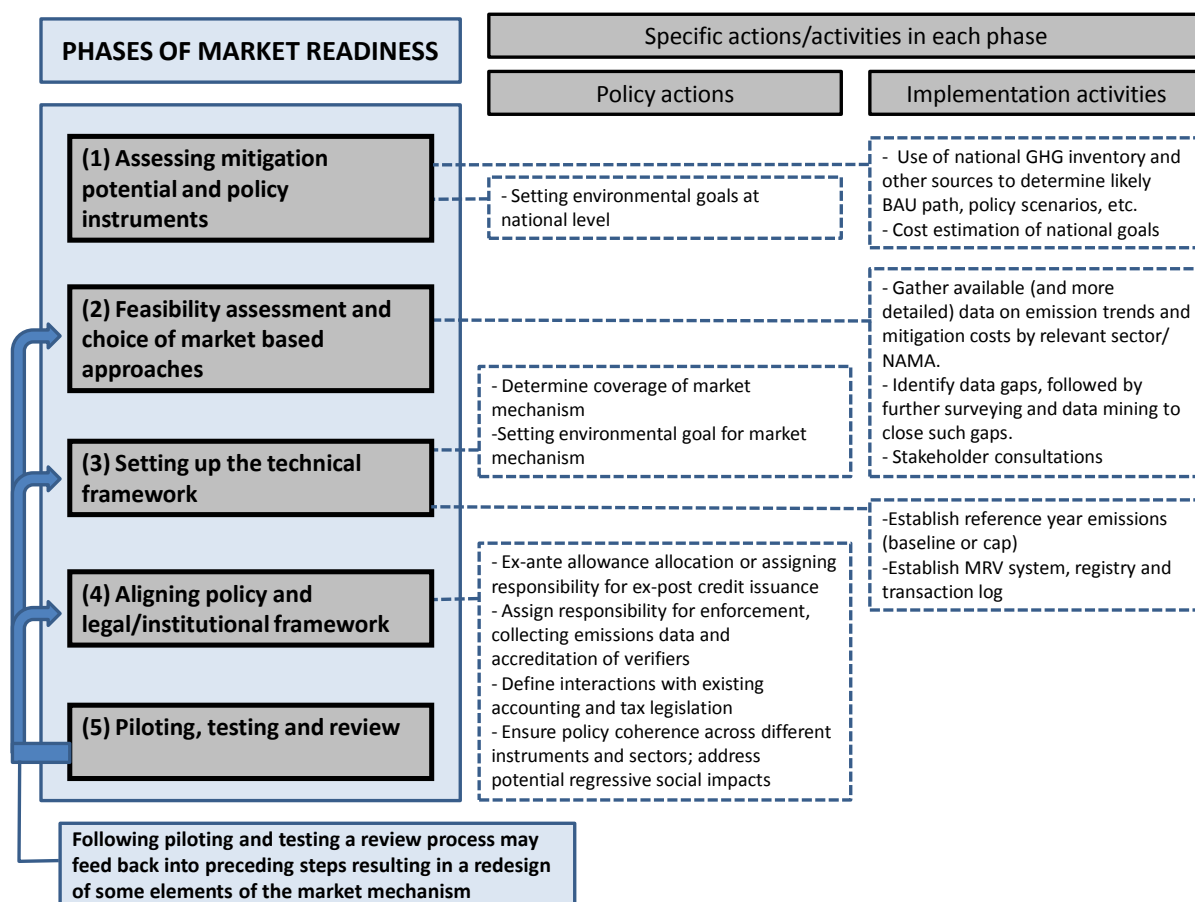 PHASES OF MARKET READINESS
Specific actions/activities in each phase
Policy actions
Implementation activities
(1) Assessing mitigation
potential and policy
instruments
- Setting environmental goals at
national level
- Use of national GHG inventory and
other sources to determine likely
BAU path, policy scenarios, etc.
- Cost estimation of national goals
(2) Feasibility assessment and
choice of market based
approaches
- Gather available (and more
detailed) data on emission trends and
mitigation costs by relevant sector/
NAMA.
- Identify data gaps, followed by
further surveying and data mining to
close such gaps.
- Stakeholder consultations
(3) Setting up the technical
framework
- Determine coverage of market
mechanism
-Setting environmental goal for market
mechanism
-Establish reference year emissions
(baseline or cap)
-Establish MRV system, registry and
transaction log
(4) Aligning policy and
legal/institutional framework
- Ex-ante allowance allocation or assigning
responsibility for ex-post credit issuance
- Assign responsibility for enforcement,
collecting emissions data and
accreditation of verifiers
- Define interactions with existing
accounting and tax legislation
- Ensure policy coherence across different
instruments and sectors; address
potential regressive social impacts
(5) Piloting, testing and review
Following piloting and testing a review process may
feed back into preceding steps resulting in a redesign
of some elements of the market mechanism